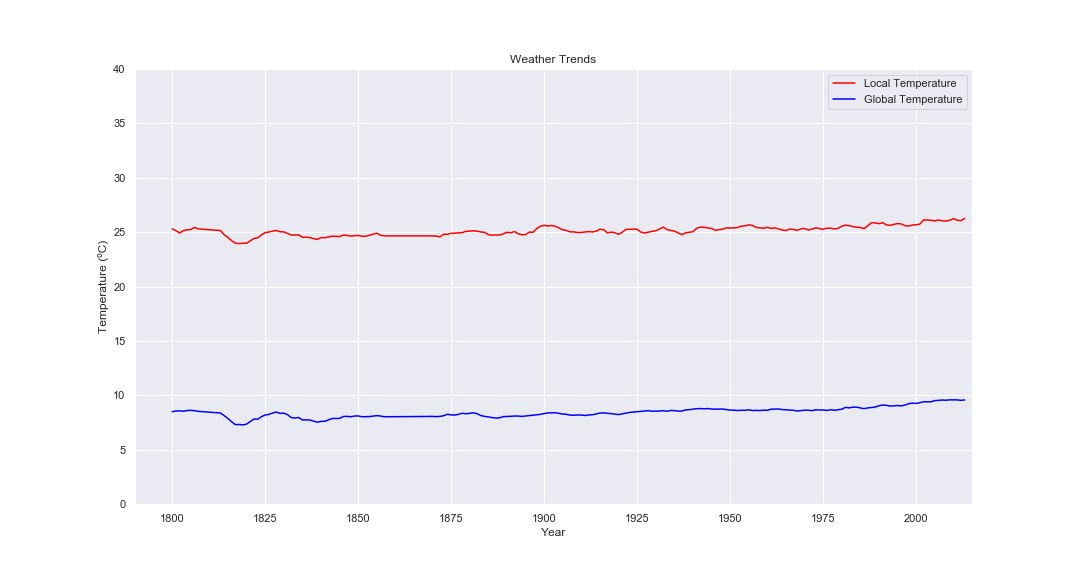 Weather Trends
Local Temperature
Global Temperature
40
35
30
25
20
15
10
5
0
Temperature (ºC)
1800 1825 1850 1875 1900 1925 1950 1975 2000
Year